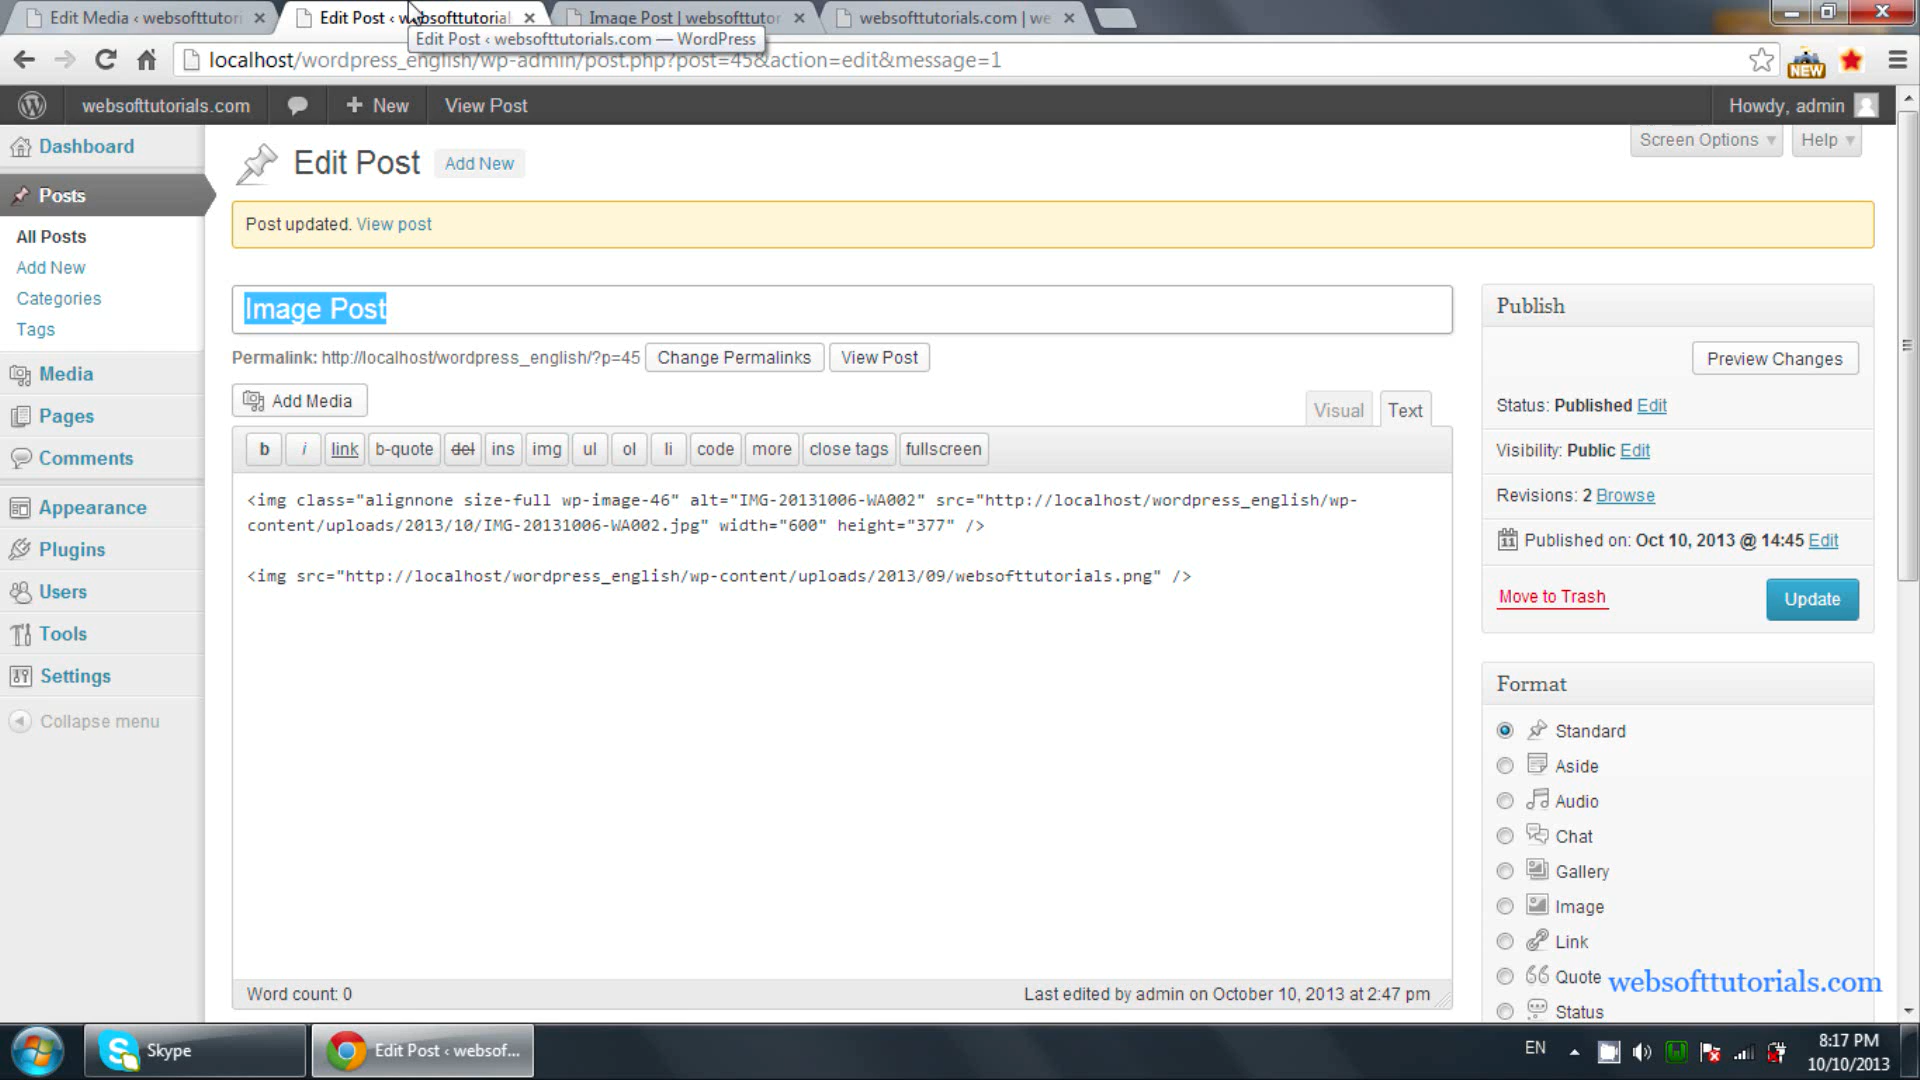 Edit Media ‹ websofttutori
Edit Post ‹ websofttutorial
Image Post | websofttutor
websofttutorials.com | we
Edit Post ‹ websofttutorials.com — WordPress
localhost/wordpress_english/wp-admin/post.php?post=45&action=edit&message=1
NEW
websofttutorials.com
+ New
View Post
Howdy, admin
Dashboard
Posts
All Posts
Add New
Categories
Tags
Media
Pages
Comments
Appearance
Plugins
Users
Tools
Settings
Collapse menu
Screen Options
Help
Edit Post
Add New
Post updated. View post
Image Post
Permalink: http://localhost/wordpress_english/?p=45
Change Permalinks
View Post
Add Media
Visual
Text
b
i
link
b-quote
del
ins
img
ul
ol
li
code
more
close tags
fullscreen
<img class="alignnone size-full wp-image-46" alt="IMG-20131006-WA002" src="http://localhost/wordpress_english/wp-
content/uploads/2013/10/IMG-20131006-WA002.jpg" width="600" height="377" />
<img src="http://localhost/wordpress_english/wp-content/uploads/2013/09/websofttutorials.png" />
Word count: 0
Last edited by admin on October 10, 2013 at 2:47 pm
Publish
Preview Changes
Status: Published Edit
Visibility: Public Edit
Revisions: 2 Browse
11
Published on: Oct 10, 2013 @ 14:45 Edit
Move to Trash
Update
Format
Standard
Aside
Audio
Chat
Gallery
Image
Link
Quote
Status
websofttutorials.com
Skype
Edit Post ‹ websof...
EN
8:17 PM
10/10/2013